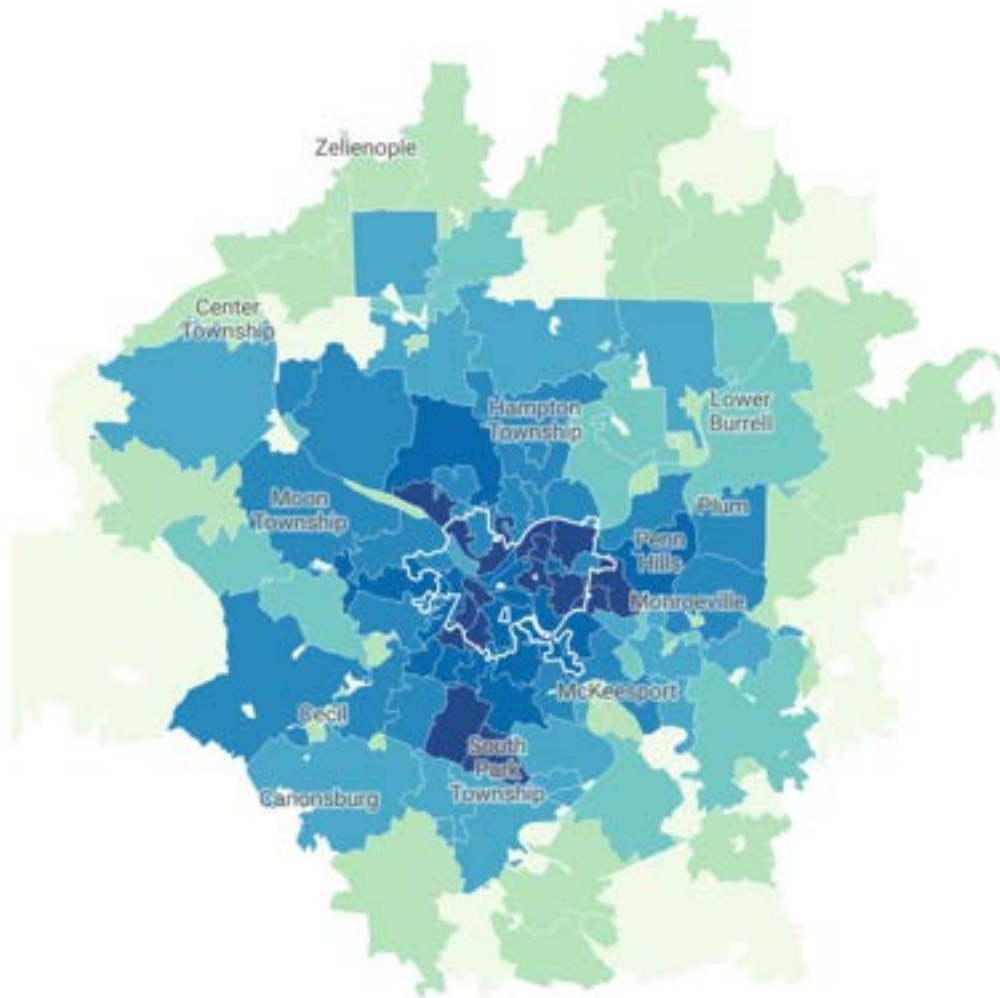 Zelienople
Center
Township
Hampton
Township
Lower
Burrell
Moon
Township
Plum
Penn
Hills
Monroeville
McKeesport
Cecil
South
Park
Township
Canonsburg